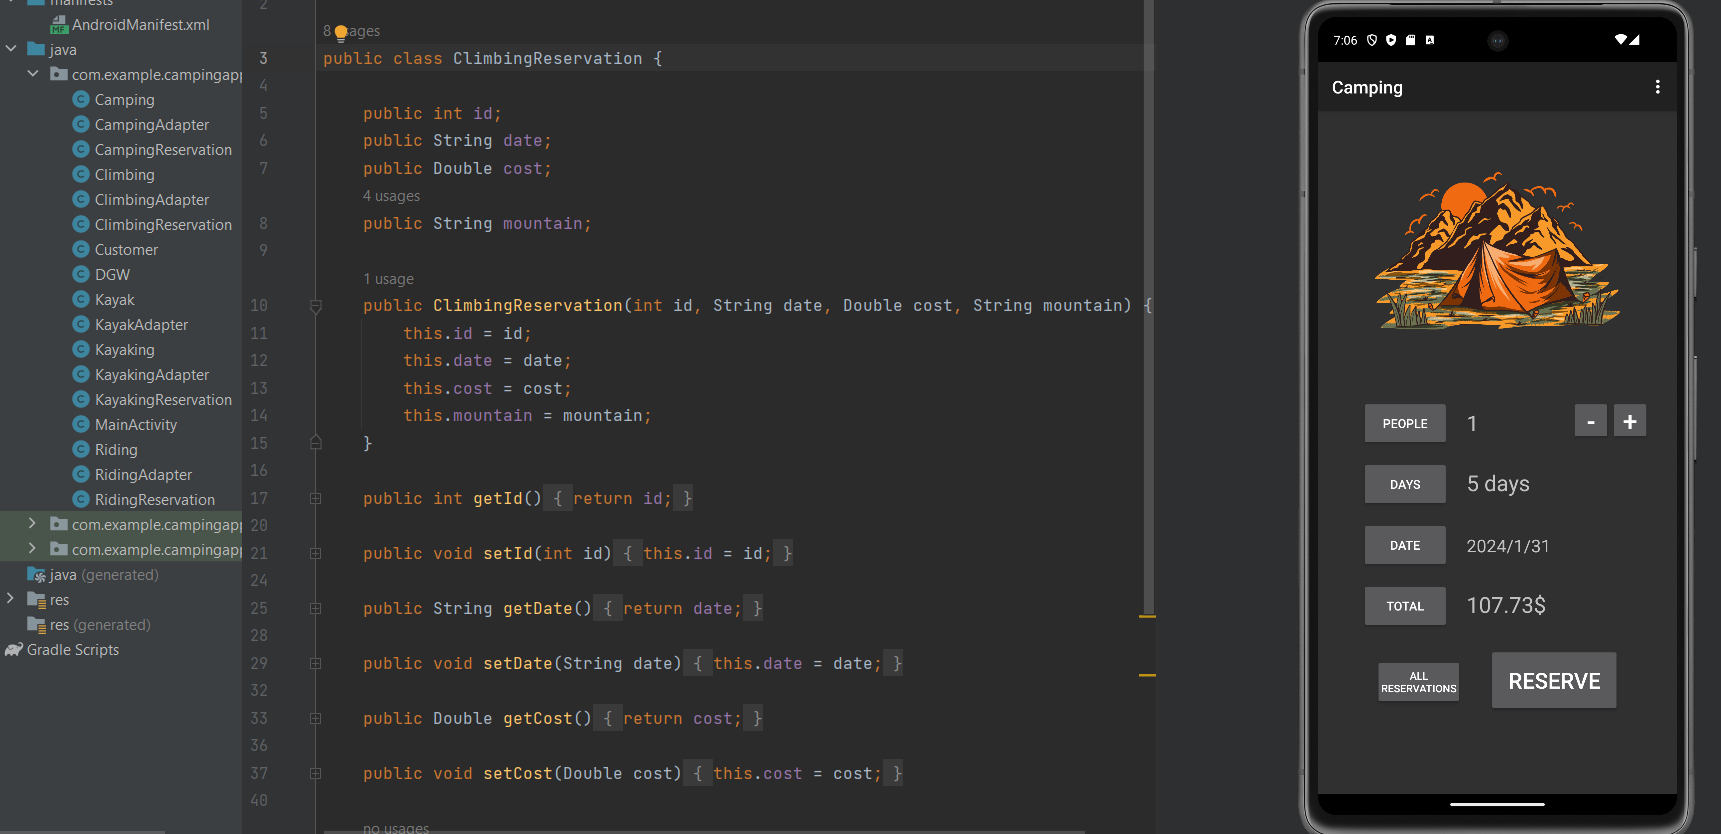 manifests
AndroidManifest.xml
java
com.example.campingapp
Camping
CampingAdapter
CampingReservation
Climbing
ClimbingAdapter
ClimbingReservation
Customer
DGW
Kayak
KayakAdapter
Kayaking
KayakingAdapter
KayakingReservation
MainActivity
Riding
RidingAdapter
RidingReservation
com.example.campingapp
com.example.campingapp
java (generated)
res
res (generated)
Gradle Scripts
2
8 usages
3 public class ClimbingReservation {
4
5 public int id;
6 public String date;
7 public Double cost;
4 usages
8 public String mountain;
9
1 usage
10 public ClimbingReservation(int id, String date, Double cost, String mountain) {
11 this.id = id;
12 this.date = date;
13 this.cost = cost;
14 this.mountain = mountain;
15 }
16
17 public int getId() { return id; }
20
21 public void setId(int id) { this.id = id; }
24
25 public String getDate() { return date; }
28
29 public void setDate(String date) { this.date = date; }
32
33 public Double getCost() { return cost; }
36
37 public void setCost(Double cost) { this.cost = cost; }
40
no usages
7:06
Camping
PEOPLE 1 - +
DAYS 5 days
DATE 2024/1/31
TOTAL 107.73$
ALL
RESERVATIONS
RESERVE